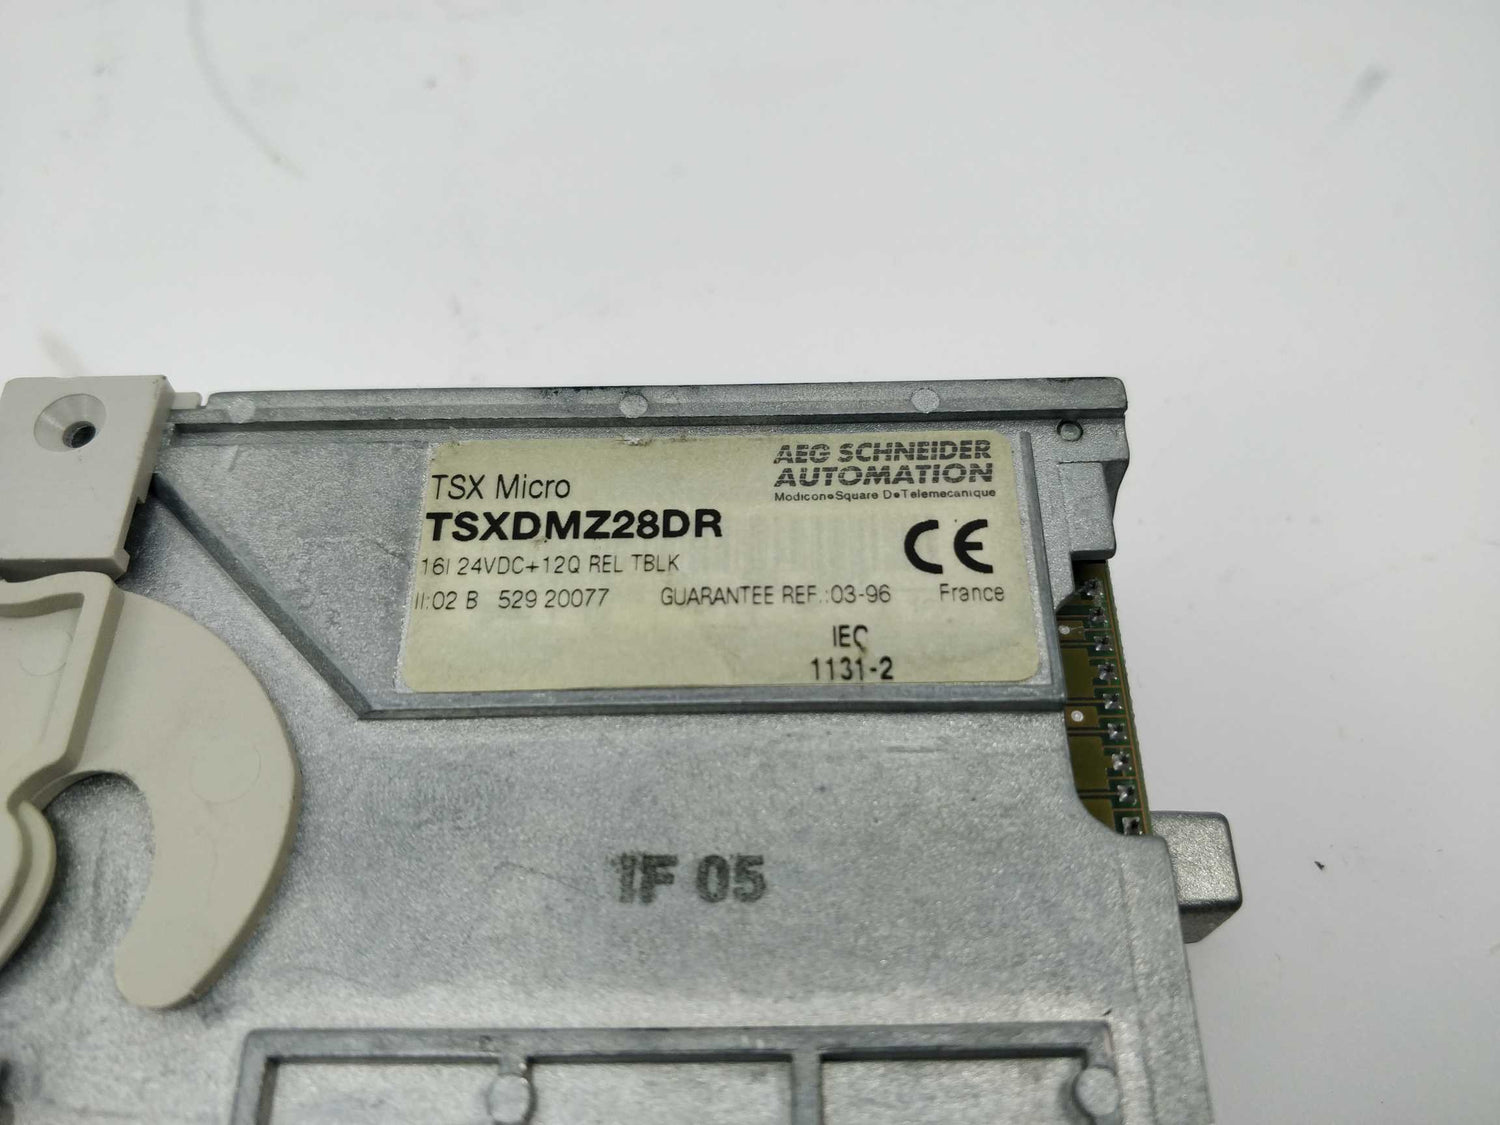 TSX Micro
AEG SCHNEIDER
AUTOMATION
Modicon●Square D●Telemecanique
TSXDMZ28DR
CE
16I 24VDC+12Q REL TBLK
II:02 B 529 20077 GUARANTEE REF.:03-96 France
IEC
1131-2
IF 05